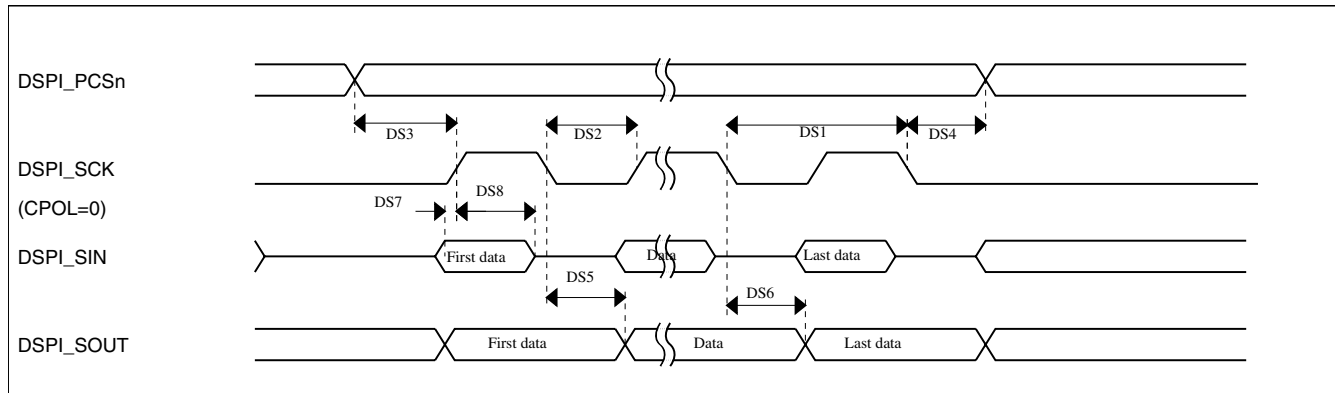 DSPI_PCSn
DS3
DS2
DS1
DS4
DSPI_SCK
(CPOL=0)
DS7
DS8
DSPI_SIN
First data
Data
Last data
DS5
DS6
DSPI_SOUT
First data
Data
Last data